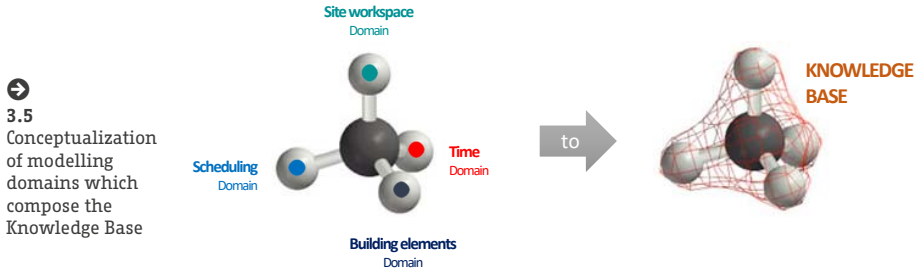 3.5
Conceptualization
of modelling
domains which
compose the
Knowledge Base
Site workspace
Domain
Scheduling
Domain
Time
Domain
Building elements
Domain
to
KNOWLEDGE
BASE